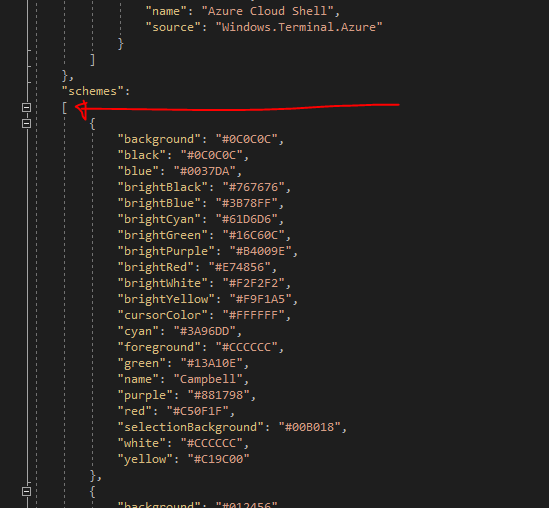 "name": "Azure Cloud Shell",
"source": "Windows.Terminal.Azure"
}
]
},
"schemes":
[
{
"background": "#0C0C0C",
"black": "#0C0C0C",
"blue": "#0037DA",
"brightBlack": "#767676",
"brightBlue": "#3B78FF",
"brightCyan": "#61D6D6",
"brightGreen": "#16C60C",
"brightPurple": "#B4009E",
"brightRed": "#E74856",
"brightWhite": "#F2F2F2",
"brightYellow": "#F9F1A5",
"cursorColor": "#FFFFFF",
"cyan": "#3A96DD",
"foreground": "#CCCCCC",
"green": "#13A10E",
"name": "Campbell",
"purple": "#881798",
"red": "#C50F1F",
"selectionBackground": "#00B018",
"white": "#CCCCCC",
"yellow": "#C19C00"
},
{
"background": "#012456"